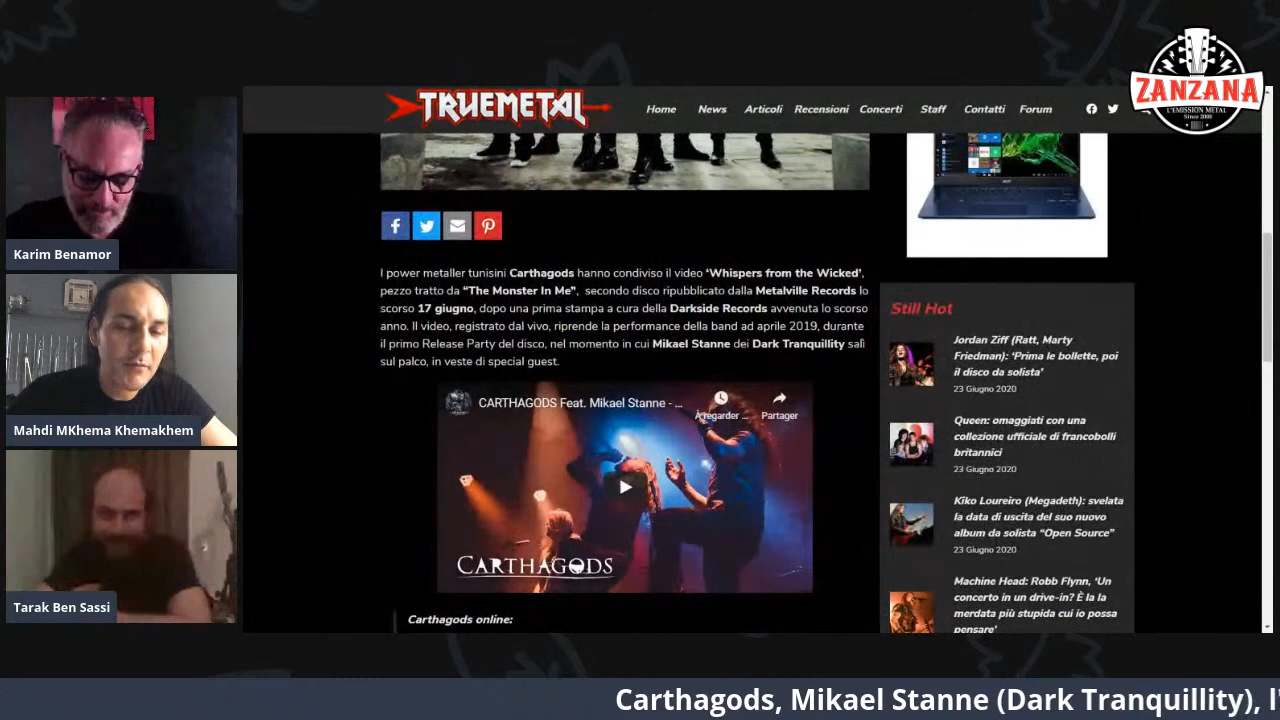 TRUEMETAL
Home News Articoli Recensioni Concerti Staff Contatti Forum
ZANZANA
L'EMISSION METAL
Since 2000
Karim Benamor
Mahdi MKhema Khemakhem
Tarak Ben Sassi
I power metaller tunisini Carthagods hanno condiviso il video ‘Whispers from the Wicked’,
pezzo tratto da “The Monster In Me”, secondo disco ripubblicato dalla Metalville Records lo
scorso 17 giugno, dopo una prima stampa a cura della Darkside Records avvenuta lo scorso
anno. Il video, registrato dal vivo, riprende la performance della band ad aprile 2019, durante
il primo Release Party del disco, nel momento in cui Mikael Stanne dei Dark Tranquillity salì
sul palco, in veste di special guest.
CARTHAGODS Feat. Mikael Stanne - ...
À regarder ...
Partager
CARTHAGODS
Carthagods online:
Still Hot
Jordan Ziff (Ratt, Marty
Friedman): ‘Prima le bollette, poi
il disco da solista’
23 Giugno 2020
Queen: omaggiati con una
collezione ufficiale di francobolli
britannici
23 Giugno 2020
Kiko Loureiro (Megadeth): svelata
la data di uscita del suo nuovo
album da solista “Open Source”
23 Giugno 2020
Machine Head: Robb Flynn, ‘Un
concerto in un drive-in? È la la
merdata più stupida cui io possa
pensare’
Carthagods, Mikael Stanne (Dark Tranquillity), l'